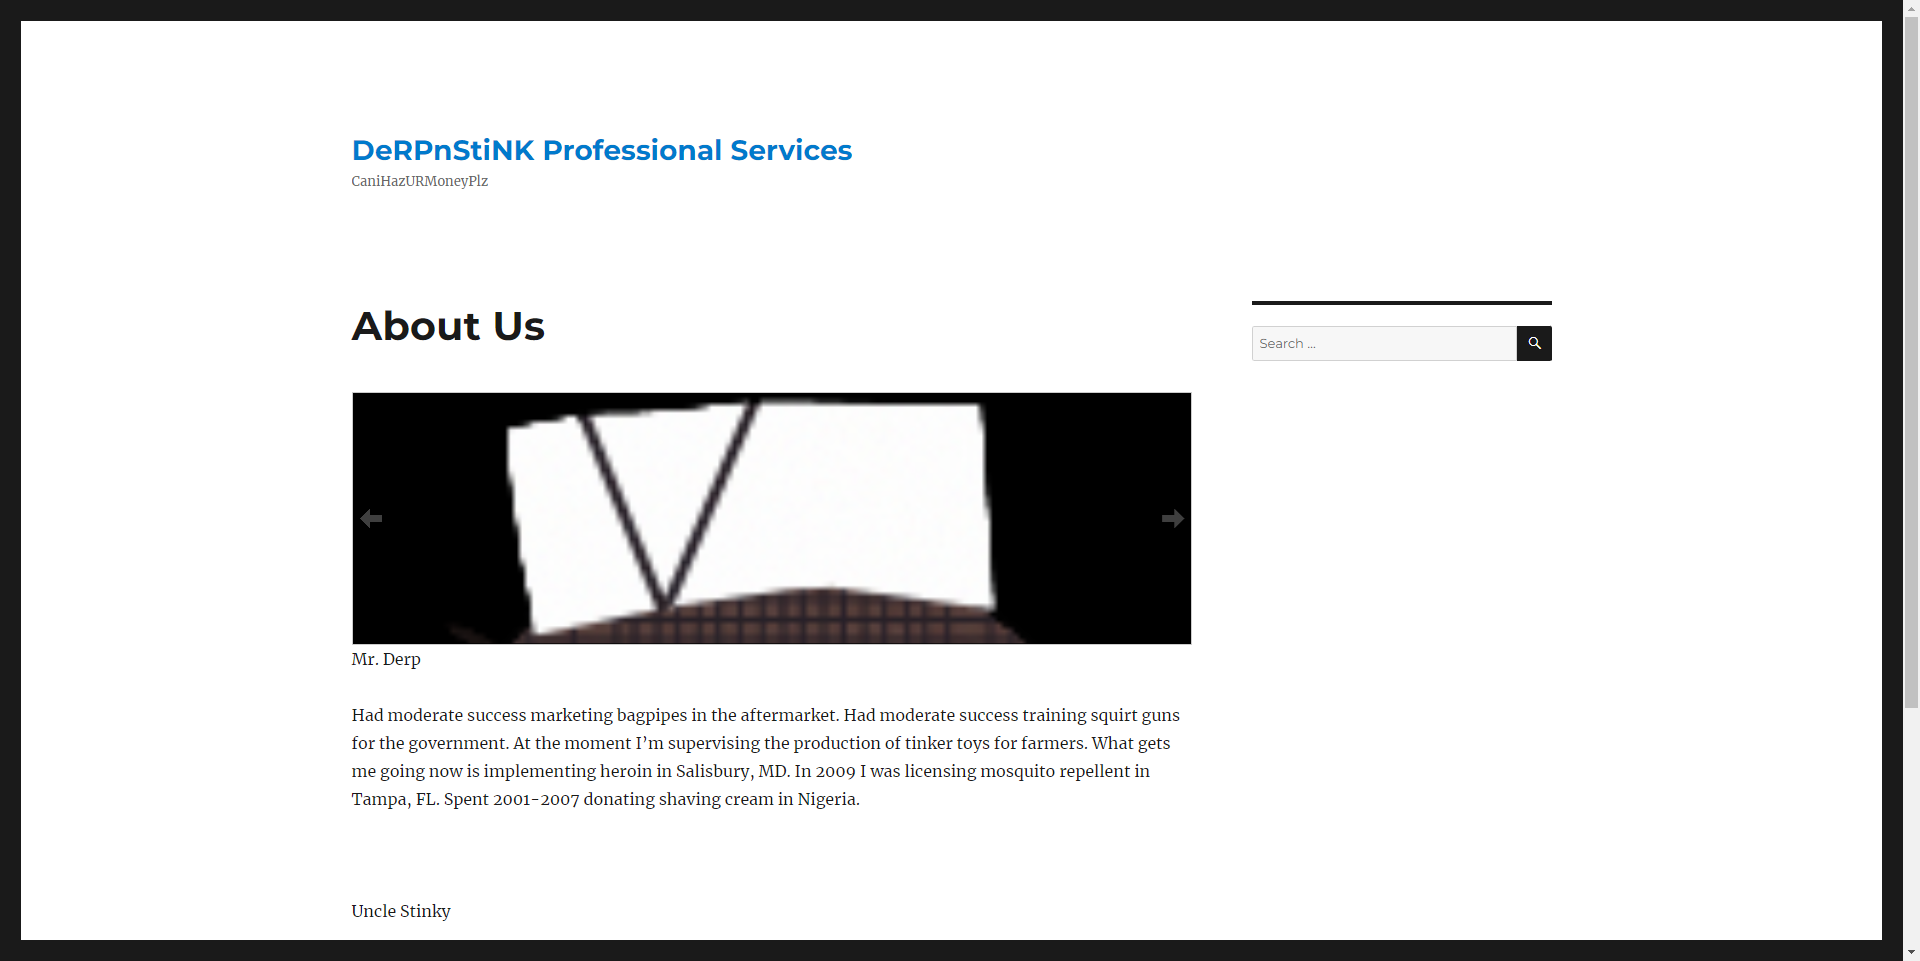 DeRPnStiNK Professional Services
CaniHazURMoneyPlz
About Us
Search ...
Mr. Derp
Had moderate success marketing bagpipes in the aftermarket. Had moderate success training squirt guns
for the government. At the moment I’m supervising the production of tinker toys for farmers. What gets
me going now is implementing heroin in Salisbury, MD. In 2009 I was licensing mosquito repellent in
Tampa, FL. Spent 2001-2007 donating shaving cream in Nigeria.
Uncle Stinky